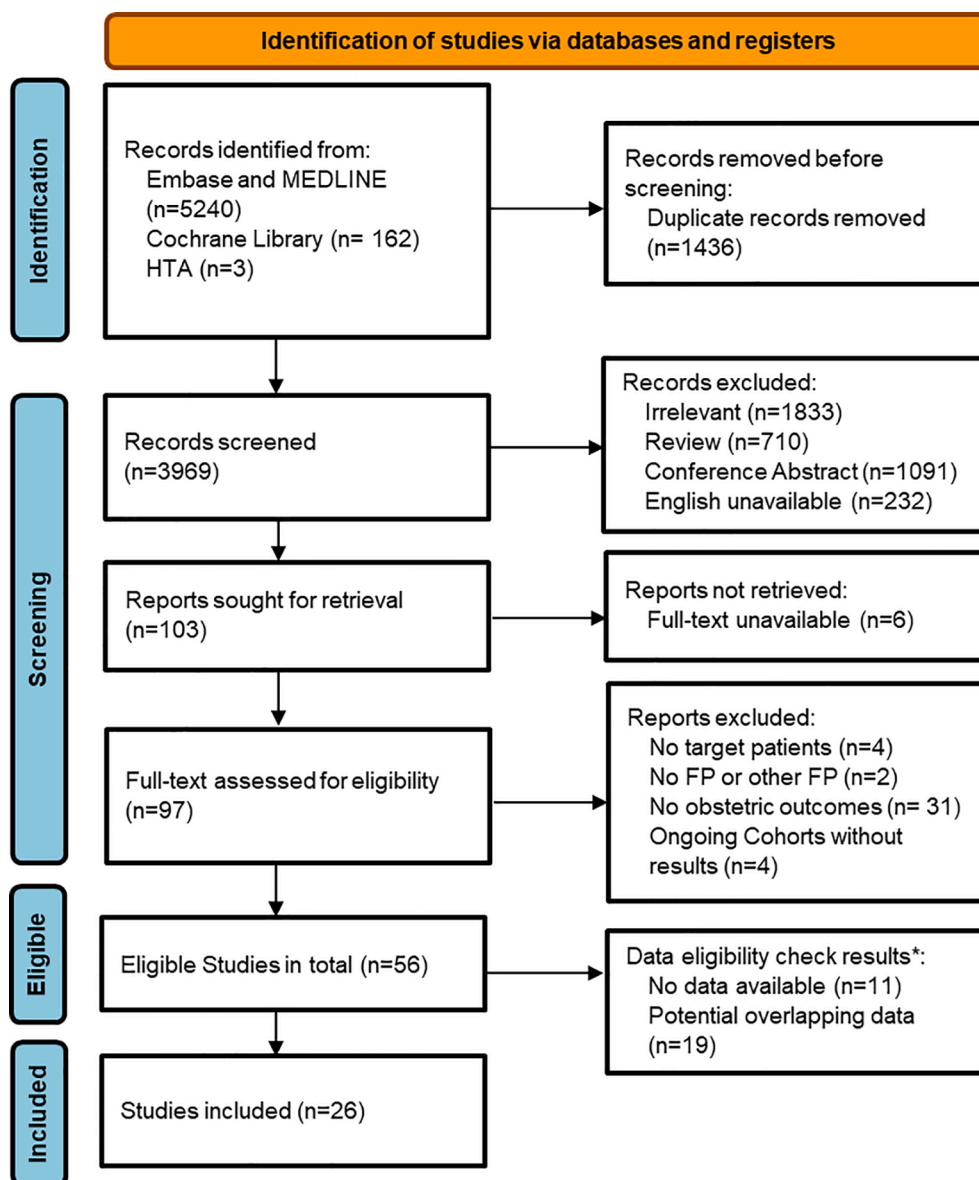 Identification of studies via databases and registers
Identification
Records identified from:
Embase and MEDLINE
(n=5240)
Cochrane Library (n= 162)
HTA (n=3)
Records removed before
screening:
Duplicate records removed
(n=1436)
Screening
Records screened
(n=3969)
Records excluded:
Irrelevant (n=1833)
Review (n=710)
Conference Abstract (n=1091)
English unavailable (n=232)
Reports sought for retrieval
(n=103)
Reports not retrieved:
Full-text unavailable (n=6)
Full-text assessed for eligibility
(n=97)
Reports excluded:
No target patients (n=4)
No FP or other FP (n=2)
No obstetric outcomes (n= 31)
Ongoing Cohorts without
results (n=4)
Eligible
Eligible Studies in total (n=56)
Data eligibility check results*:
No data available (n=11)
Potential overlapping data
(n=19)
Included
Studies included (n=26)